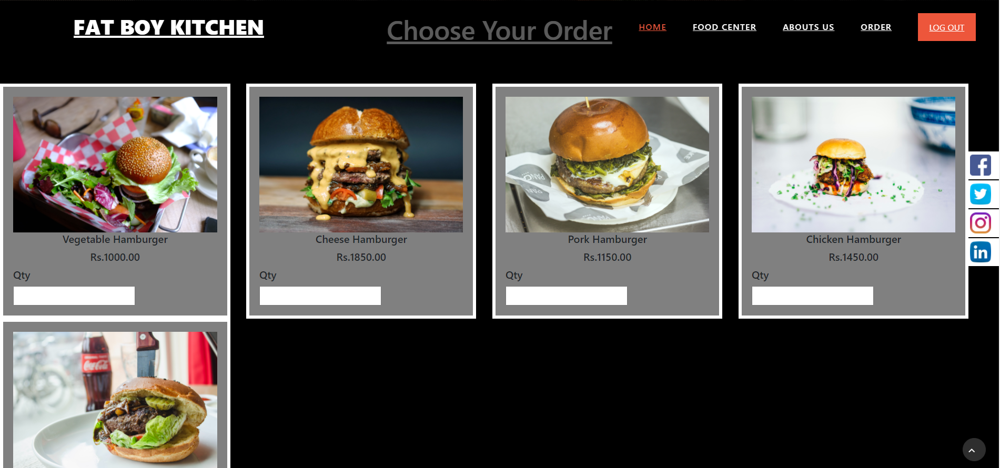 FAT BOY KITCHEN
Choose Your Order
HOME
FOOD CENTER
ABOUTS US
ORDER
LOG OUT
Vegetable Hamburger
Rs.1000.00
Qty
Cheese Hamburger
Rs.1850.00
Qty
Pork Hamburger
Rs.1150.00
Qty
Chicken Hamburger
Rs.1450.00
Qty
PAN
Coca-Cola
f
in